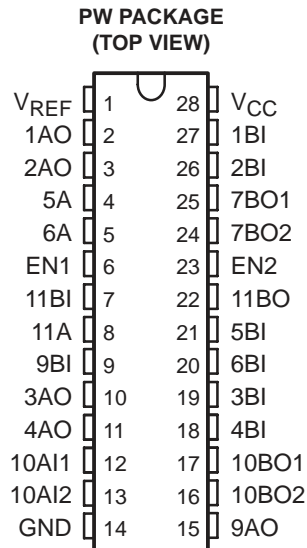 PW PACKAGE
(TOP VIEW)
VREF 1 28 VCC
1AO 2 27 1BI
2AO 3 26 2BI
5A 4 25 7BO1
6A 5 24 7BO2
EN1 6 23 EN2
11BI 7 22 11BO
11A 8 21 5BI
9BI 9 20 6BI
3AO 10 19 3BI
4AO 11 18 4BI
10AI1 12 17 10BO1
10AI2 13 16 10BO2
GND 14 15 9AO